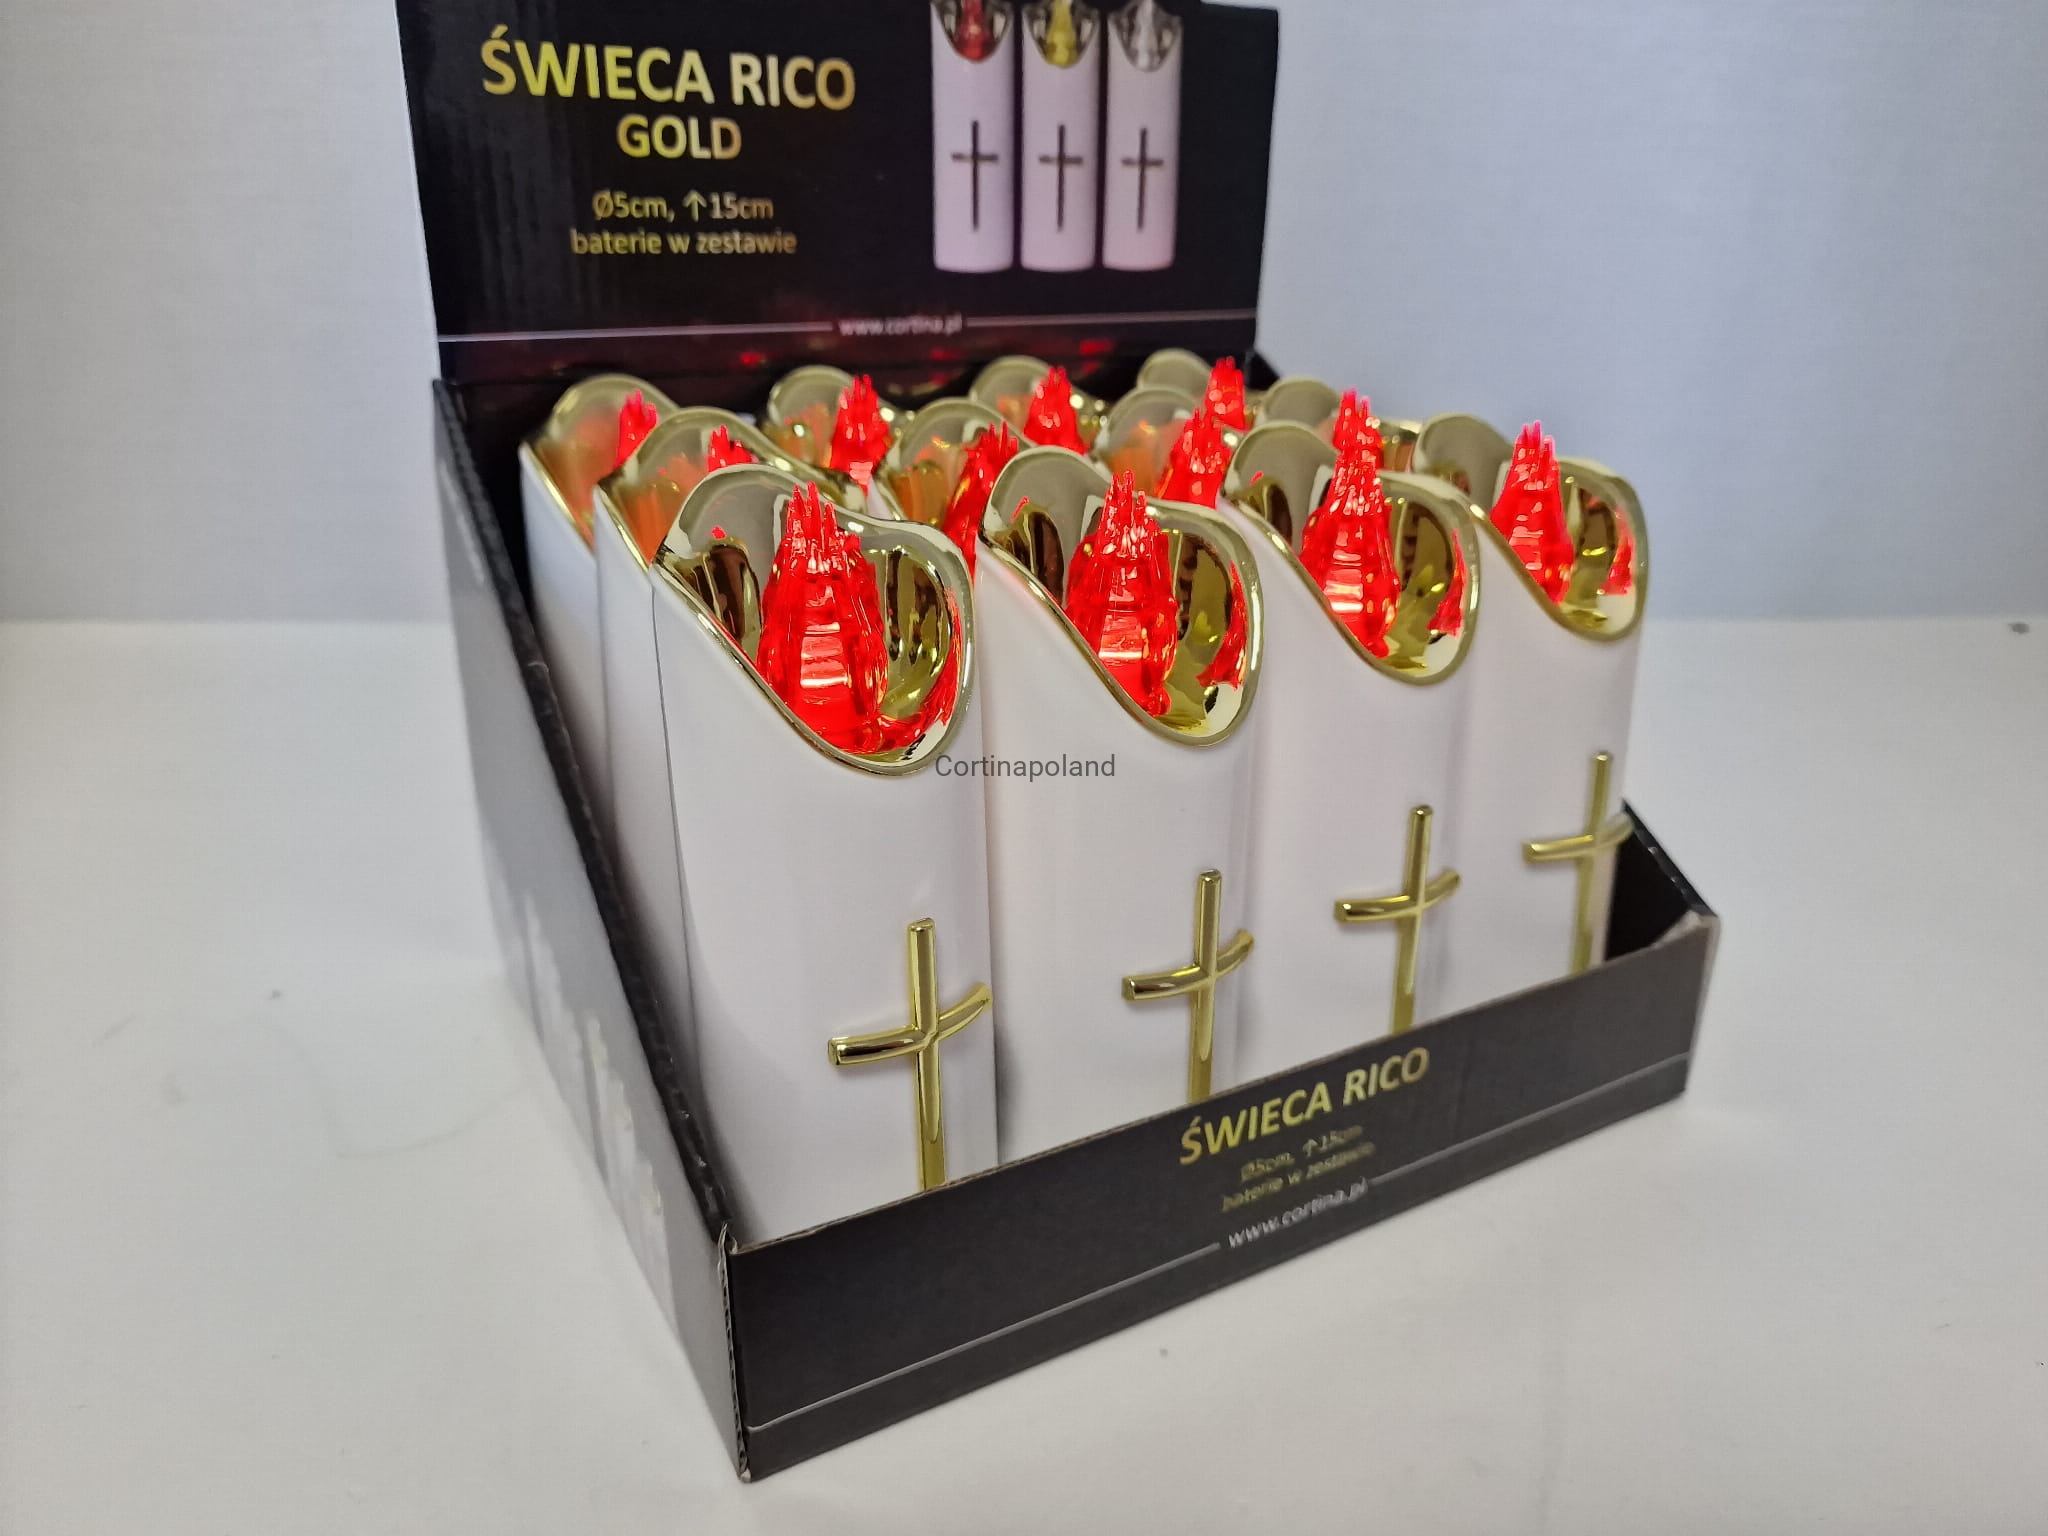 ŚWIECA RICO
GOLD
Ø5cm, ↑15cm
baterie w zestawie
www.cortina.pl
Cortinapoland
ŚWIECA RICO
Ø5cm, ↑15cm
baterie w zestawie
www.cortina.pl